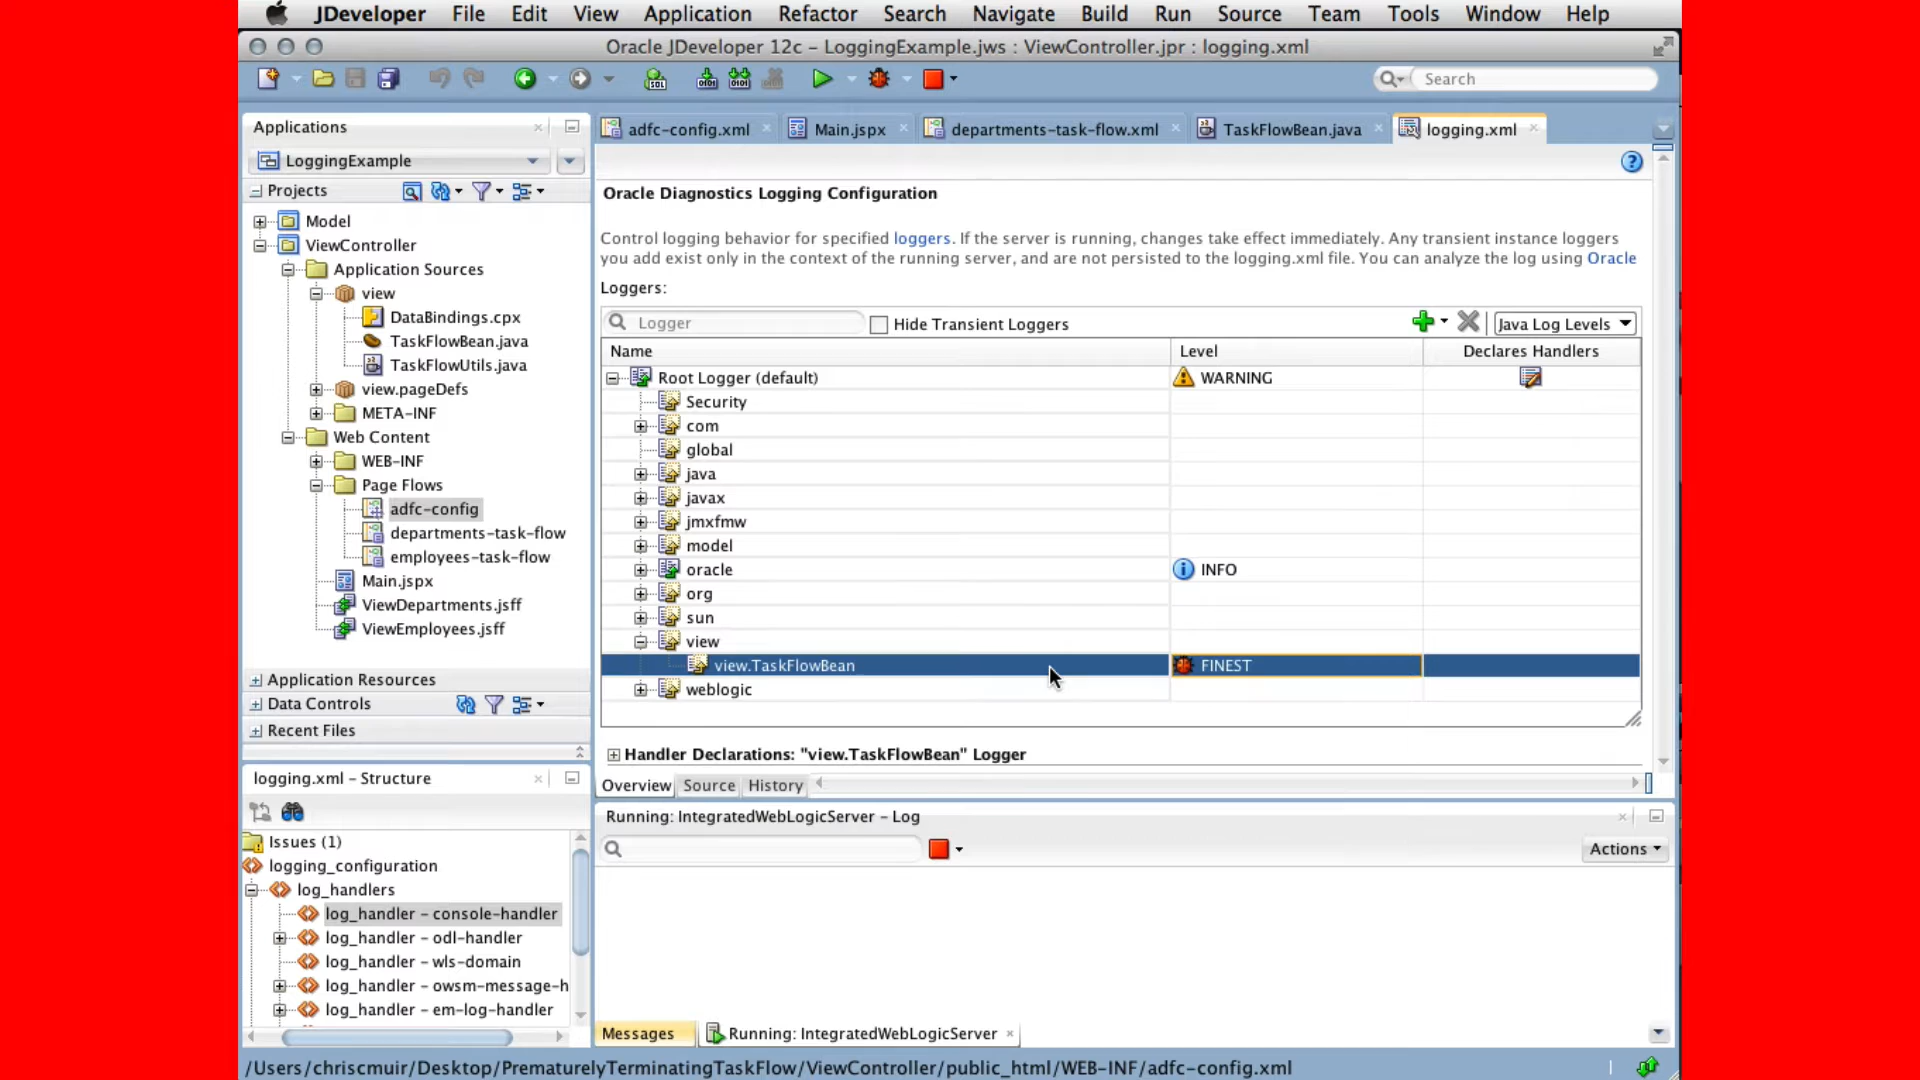 JDeveloper File Edit View Application Refactor Search Navigate Build Run Source Team Tools Window Help
Oracle JDeveloper 12c - LoggingExample.jws : ViewController.jpr : logging.xml
Search
Applications
LoggingExample
Projects
Model
ViewController
Application Sources
view
DataBindings.cpx
TaskFlowBean.java
TaskFlowUtils.java
view.pageDefs
META-INF
Web Content
WEB-INF
Page Flows
adfc-config
departments-task-flow
employees-task-flow
Main.jspx
ViewDepartments.jsff
ViewEmployees.jsff
Application Resources
Data Controls
Recent Files
logging.xml - Structure
Issues (1)
logging_configuration
log_handlers
log_handler - console-handler
log_handler - odl-handler
log_handler - wls-domain
log_handler - owsm-message-h
log_handler - em-log-handler
adfc-config.xml Main.jspx departments-task-flow.xml TaskFlowBean.java logging.xml
Oracle Diagnostics Logging Configuration
Control logging behavior for specified loggers. If the server is running, changes take effect immediately. Any transient instance loggers
you add exist only in the context of the running server, and are not persisted to the logging.xml file. You can analyze the log using Oracle
Loggers:
Logger Hide Transient Loggers Java Log Levels
Name Level Declares Handlers
Root Logger (default) WARNING
Security
com
global
java
javax
jmxfmw
model
oracle INFO
org
sun
view
view.TaskFlowBean FINEST
weblogic
Handler Declarations: "view.TaskFlowBean" Logger
Overview Source History
Running: IntegratedWebLogicServer - Log
Actions
Messages Running: IntegratedWebLogicServer
/Users/chriscmuir/Desktop/PrematurelyTerminatingTaskFlow/ViewController/public_html/WEB-INF/adfc-config.xml